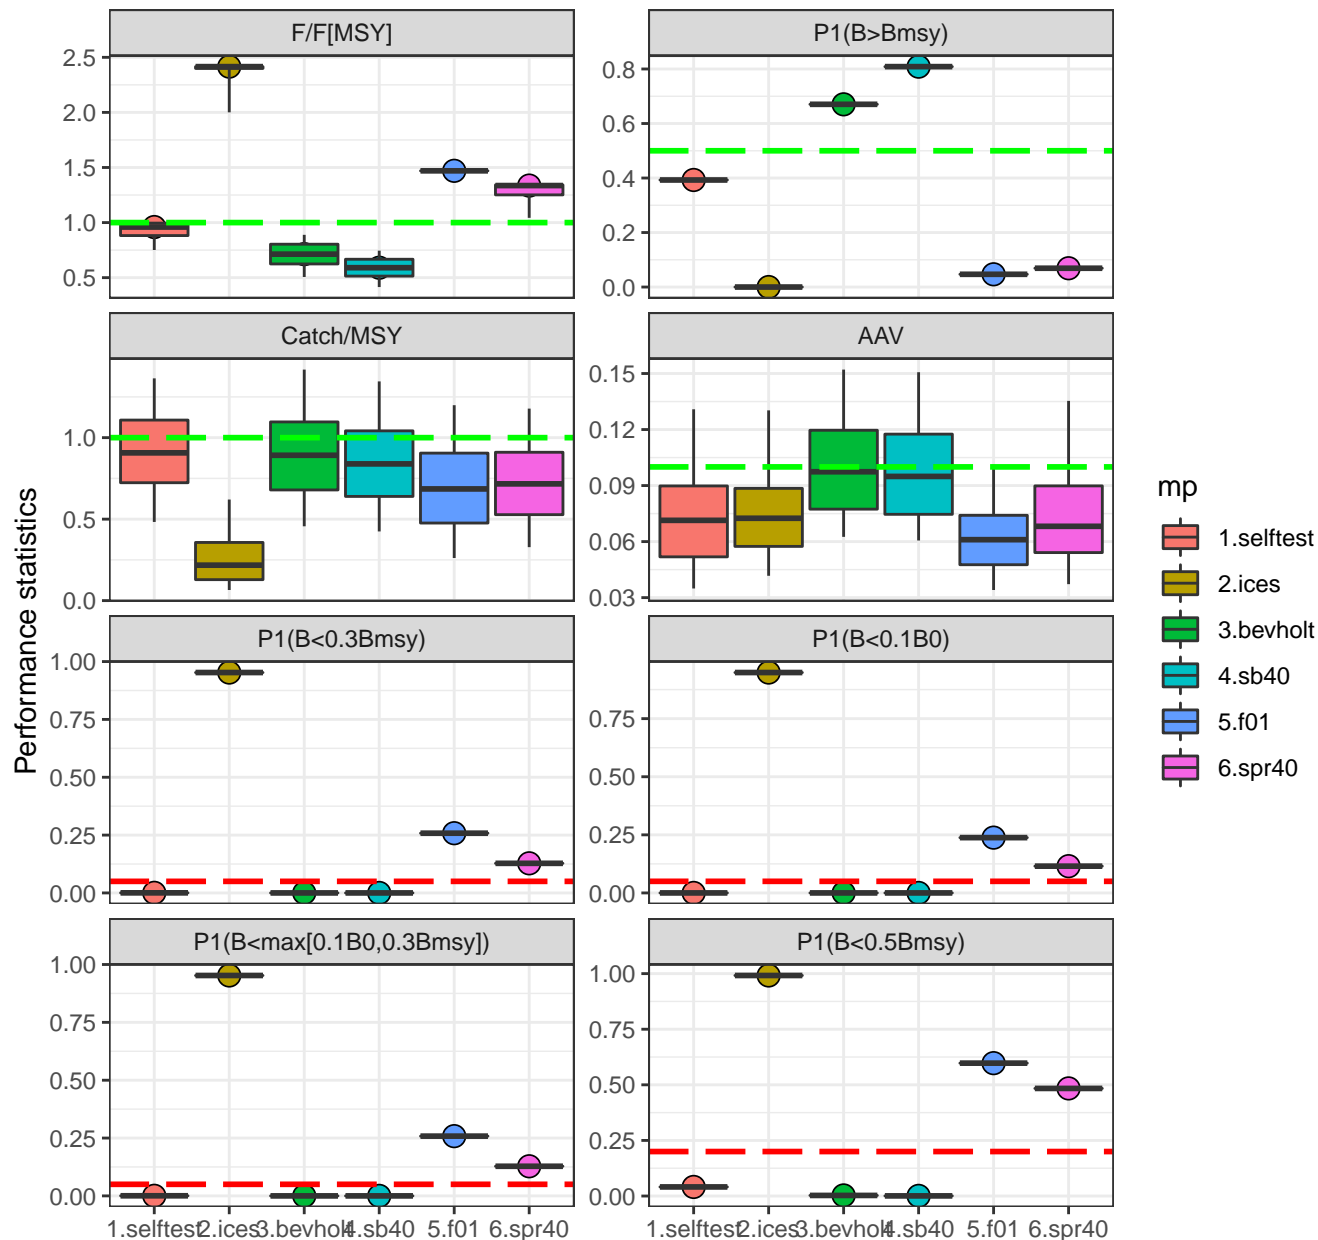 F/F[MSY]
P1(B>Bmsy)
2.5
2.0
1.5
1.0
0.5
0.8
0.6
0.4
0.2
0.0
Catch/MSY
AAV
1.0
0.5
0.0
0.15
0.12
0.09
0.06
0.03
P1(B<0.3Bmsy)
P1(B<0.1B0)
1.00
0.75
0.50
0.25
0.00
0.75
0.50
0.25
0.00
P1(B<max[0.1B0,0.3Bmsy])
P1(B<0.5Bmsy)
1.00
0.75
0.50
0.25
0.00
1.00
0.75
0.50
0.25
0.00
1.selftest 2.ices 3.bevholt 4.sb40 5.f01 6.spr40
1.selftest 2.ices 3.bevholt 4.sb40 5.f01 6.spr40
Performance statistics
mp
1.selftest
2.ices
3.bevholt
4.sb40
5.f01
6.spr40